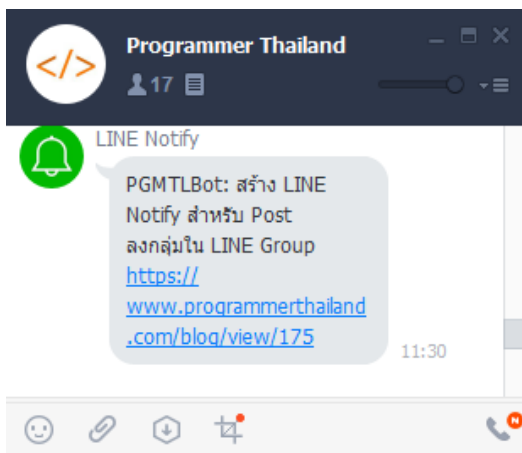 </>
Programmer Thailand
17
LINE Notify
PGMTLBot: สร้าง LINE
Notify สำหรับ Post
ลงกลุ่มใน LINE Group
https://
www.programmerthailand
.com/blog/view/175
11:30
N